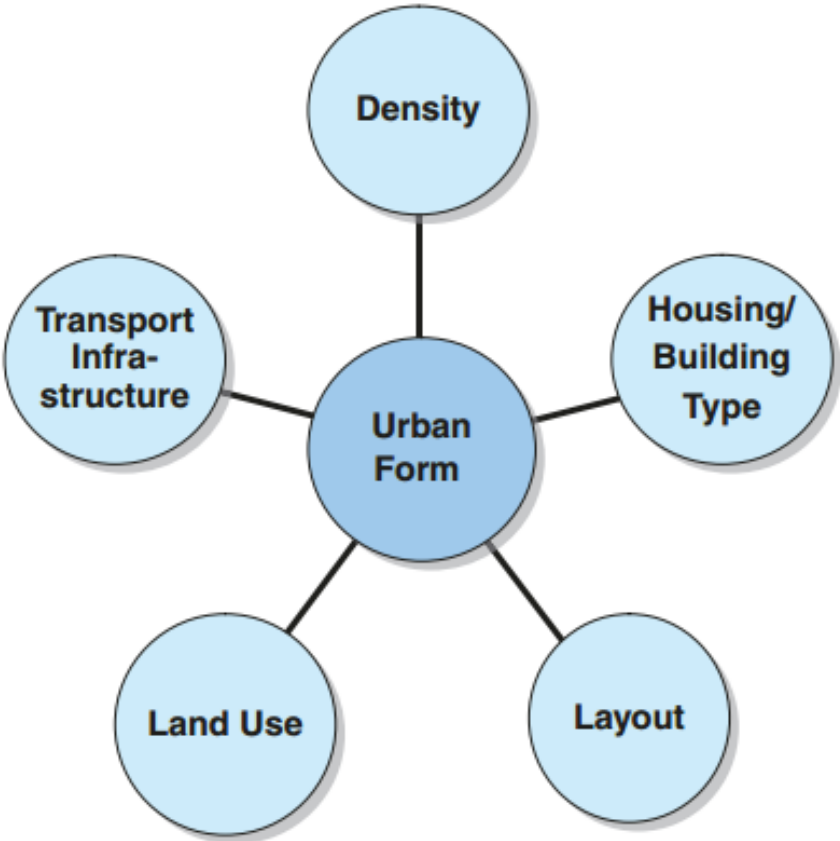 Density
Transport
Infra-
structure
Housing/
Building
Type
Urban
Form
Land Use
Layout